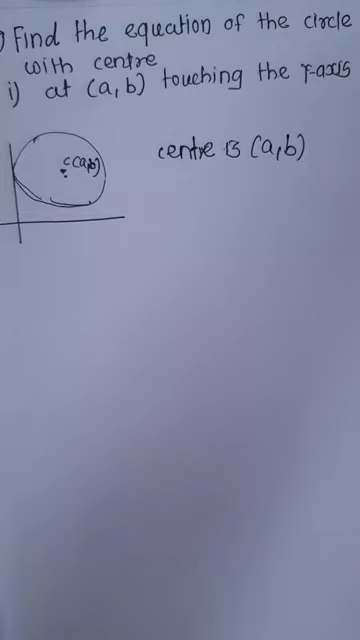 ) Find the equation of the circle
with centre
i) at (a,b) touching the Y-axis
C(a,b)
centre is (a,b)